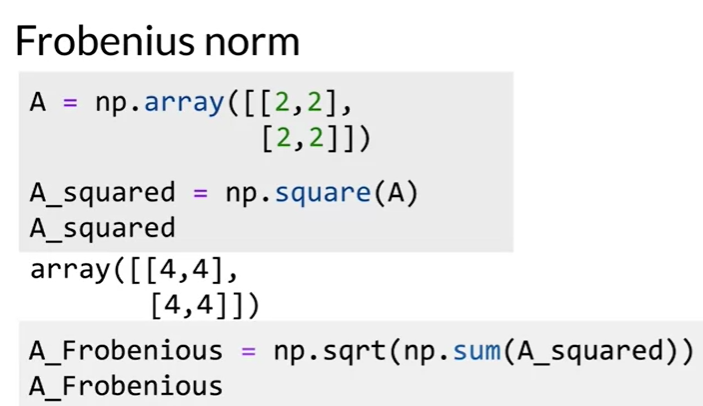 Frobenius norm
A = np.array([[2,2],
[2,2]])
A_squared = np.square(A)
A_squared
array([[4,4],
[4,4]])
A_Frobenious = np.sqrt(np.sum(A_squared))
A_Frobenious